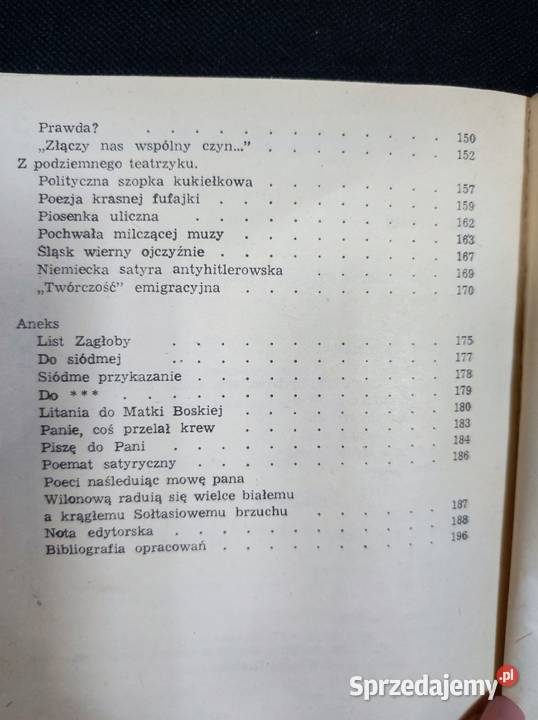 Prawda? . . . . . . . . . . . . 150
„Złączy nas wspólny czyn..." . . . . . . . 152
Z podziemnego teatrzyku.
Polityczna szopka kukiełkowa . . . . . . . 157
Poezja krasnej fufajki . . . . . . . . . 159
Piosenka uliczna . . . . . . . . . . 162
Pochwała milczącej muzy . . . . . . . . 163
Śląsk wierny ojczyźnie . . . . . . . . . 167
Niemiecka satyra antyhitlerowska . . . . . . 169
„Twórczość" emigracyjna . . . . . . . . 170
Aneks
List Zagłoby . . . . . . . . . . . 175
Do siódmej . . . . . . . . . . . 177
Siódme przykazanie . . . . . . . . . . 178
Do *** . . . . . . . . . . . . 179
Litania do Matki Boskiej . . . . . . . . . 180
Panie, coś przelał krew . . . . . . . . . 183
Piszę do Pani . . . . . . . . . . . 184
Poemat satyryczny . . . . . . . . . . 186
Poeci naśleduiąc mowę pana
Wilonową raduią się wielce białemu
a krągłemu Sołtasiowemu brzuchu . . . . . . 187
Nota edytorska . . . . . . . . . . . 188
Bibliografia opracowań . . . . . . . . . 196
Sprzedajemy.pl